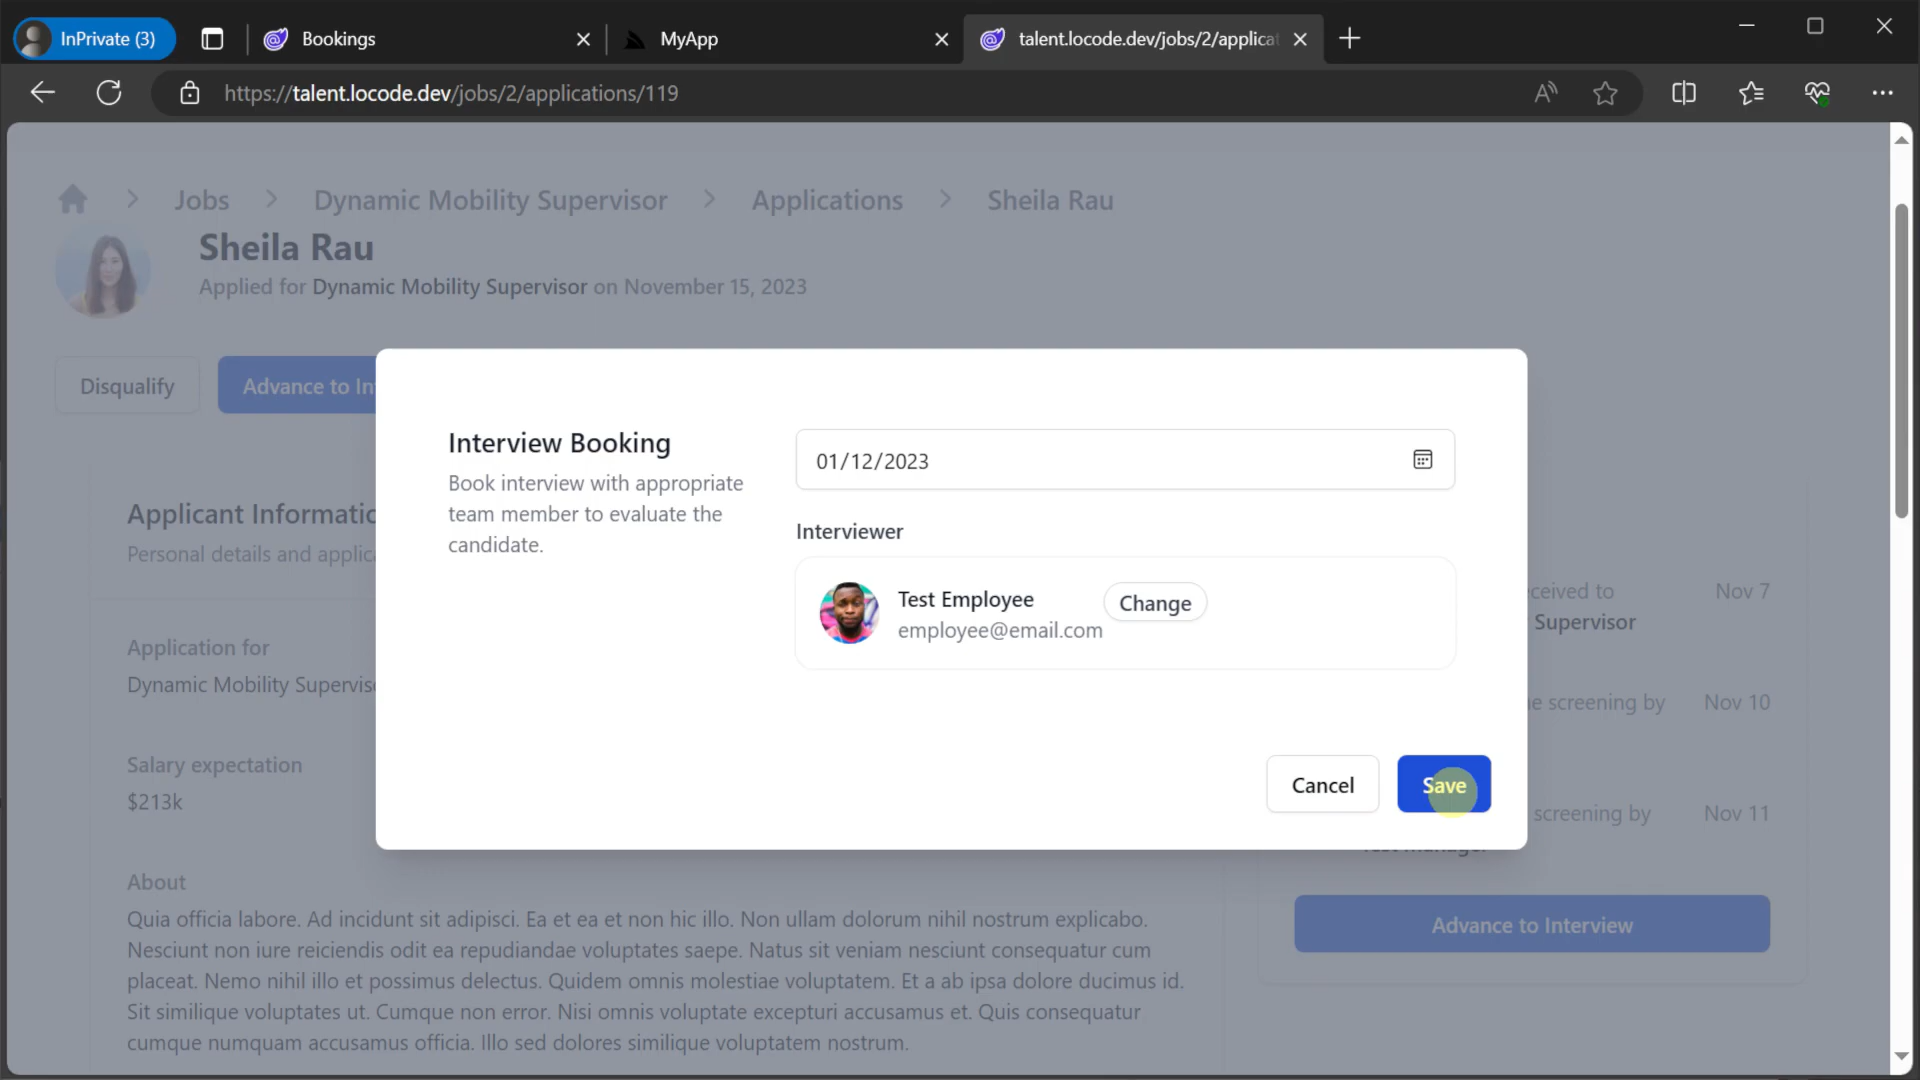 InPrivate (3)
Bookings
MyApp
talent.locode.dev/jobs/2/applicat
https://talent.locode.dev/jobs/2/applications/119
Jobs
Dynamic Mobility Supervisor
Applications
Sheila Rau
Sheila Rau
Applied for Dynamic Mobility Supervisor on November 15, 2023
Disqualify
Advance to In
Interview Booking
Book interview with appropriate
team member to evaluate the
candidate.
01/12/2023
Interviewer
Test Employee
employee@email.com
Change
Cancel
Save
Applicant Informatic
Personal details and applica
Application for
Dynamic Mobility Superviso
Salary expectation
$213k
About
Quia officia labore. Ad incidunt sit adipisci. Ea et ea et non hic illo. Non ullam dolorum nihil nostrum explicabo.
Nesciunt non iure reiciendis odit ea repudiandae voluptates saepe. Natus sit veniam nesciunt consequatur cum
placeat. Nemo nihil illo et possimus delectus. Quidem omnis molestiae voluptatem. Et a ab ipsa dolore ducimus id.
Sit similique voluptates ut. Cumque non error. Nisi omnis voluptate excepturi accusamus et. Quis consequatur
cumque numquam accusamus officia. Illo sed dolores similique voluptatem nostrum.
ceived to
Nov 7
Supervisor
e screening by
Nov 10
screening by
Nov 11
Advance to Interview